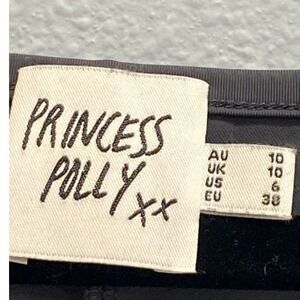 PRINCESS
POLLY xx
AU 10
UK 10
US 6
EU 38